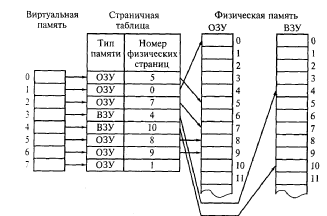 Виртуальная память
Страничная таблица
Физическая память
ОЗУ
ВЗУ
Тип памяти
Номер физических страниц
0 ОЗУ 5
1 ОЗУ 0
2 ОЗУ 7
3 ВЗУ 4
4 ВЗУ 10
5 ОЗУ 8
6 ОЗУ 9
7 ОЗУ 1
0 0
1 1
2 2
3 3
4 4
5 5
6 6
7 7
8 8
9 9
10 10
11 11